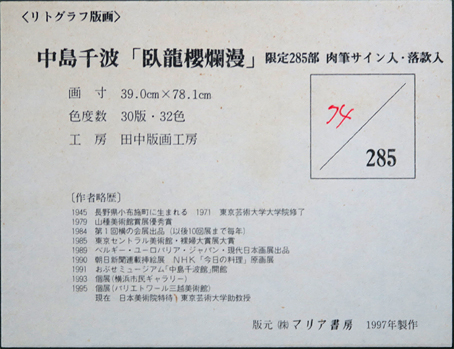 〈リトグラフ版画〉
中島千波「臥龍櫻爛漫」 限定285部 肉筆サイン入・落款入
画 寸 39.0cm×78.1cm
色度数 30版・32色
工 房 田中版画工房
74
285
〔作者略歴〕
1945 長野県小布施町に生まれる 1971 東京芸術大学大学院修了
1979 山種美術館賞展優秀賞
1984 第1回横の会展出品(以後10回展まで毎年)
1985 東京セントラル美術館・裸婦大賞展大賞
1989 ベルギー・ユーロパリア・ジャパン・現代日本画展出品
1990 朝日新聞連載挿絵展 NHK「今日の料理」原画展
1991 おぶせミュージアム「中島千波館」開館
1993 個展(横浜市民ギャラリー)
1995 個展(パリエトワール三越美術館)
現在 日本美術院特待 東京芸術大学助教授
版元 ㈱マリア書房 1997年製作